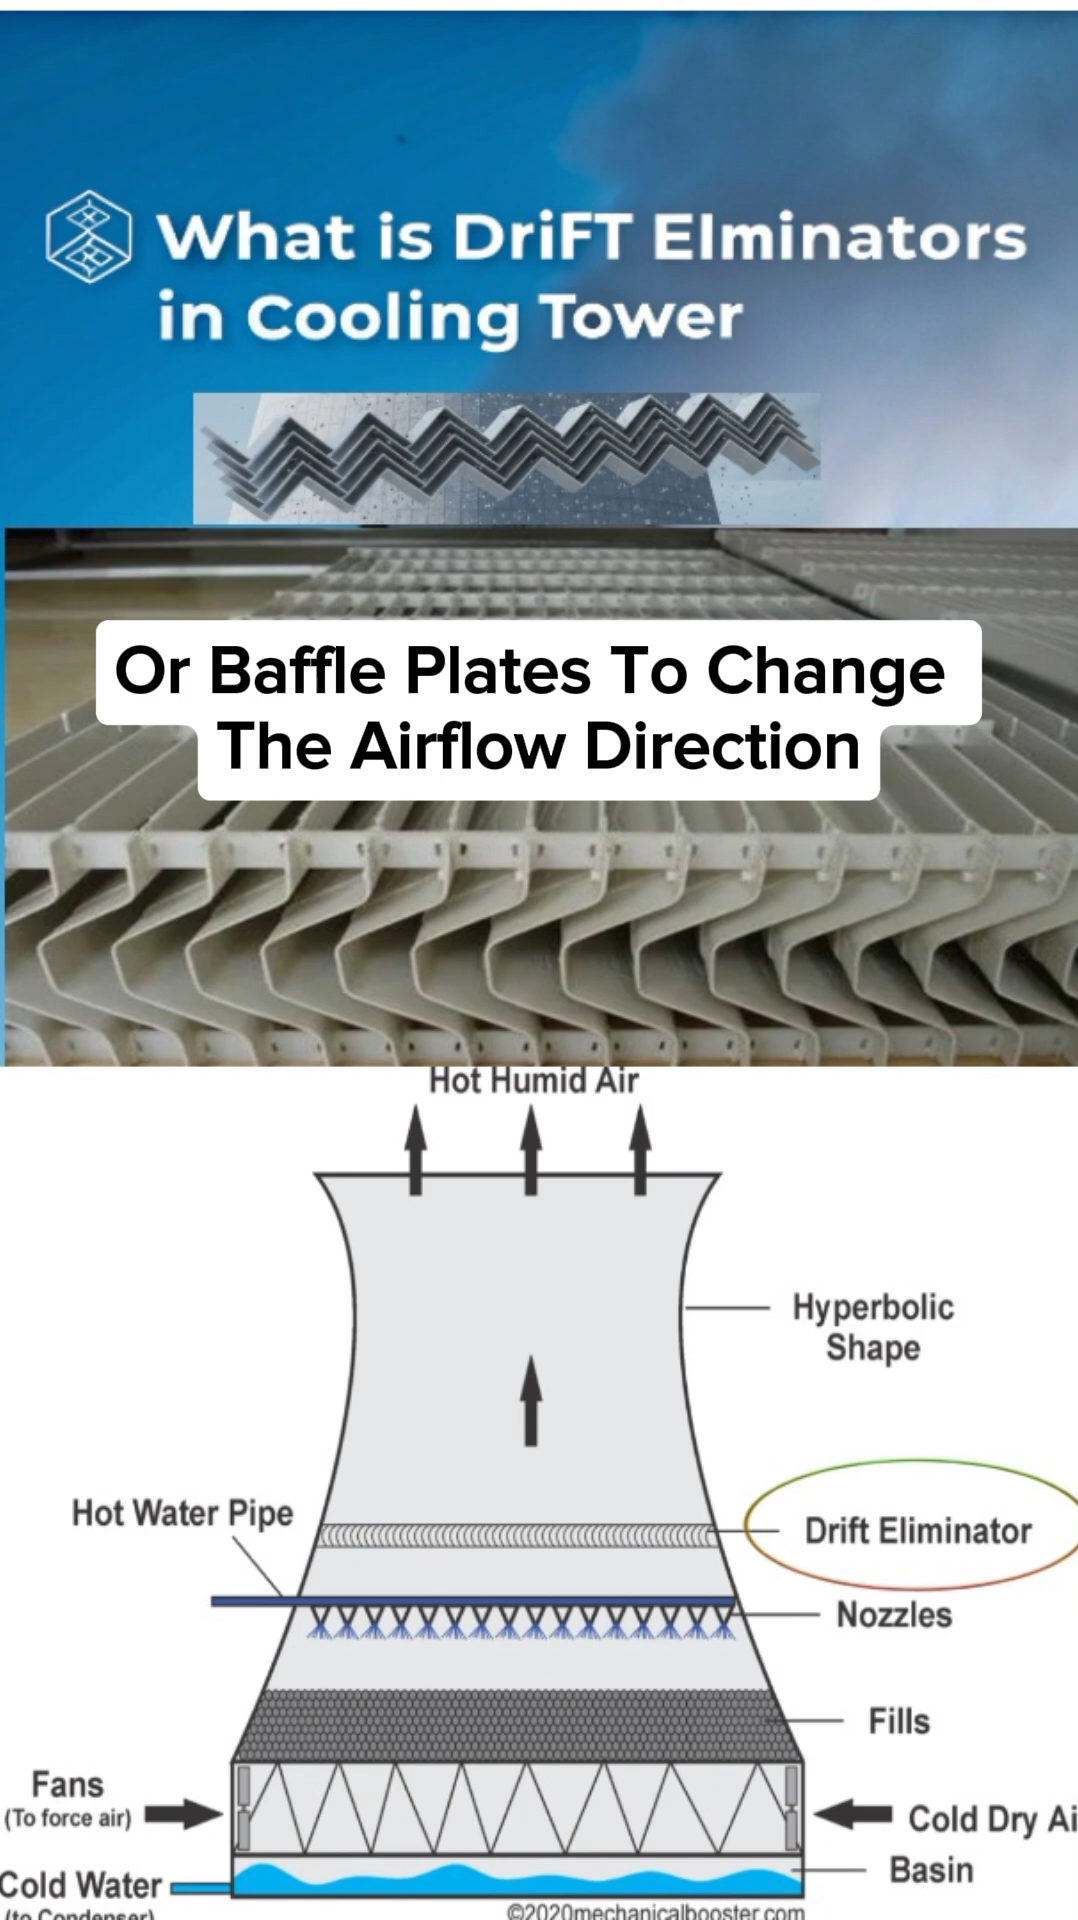 What is DriFT Elminators
in Cooling Tower
Or Baffle Plates To Change
The Airflow Direction
Hot Humid Air
Hyperbolic
Shape
Hot Water Pipe
Drift Eliminator
Nozzles
Fills
Fans
(To force air)
Cold Dry Ai
Basin
Cold Water
(to Condenser)
©2020mechanicalbooster.com